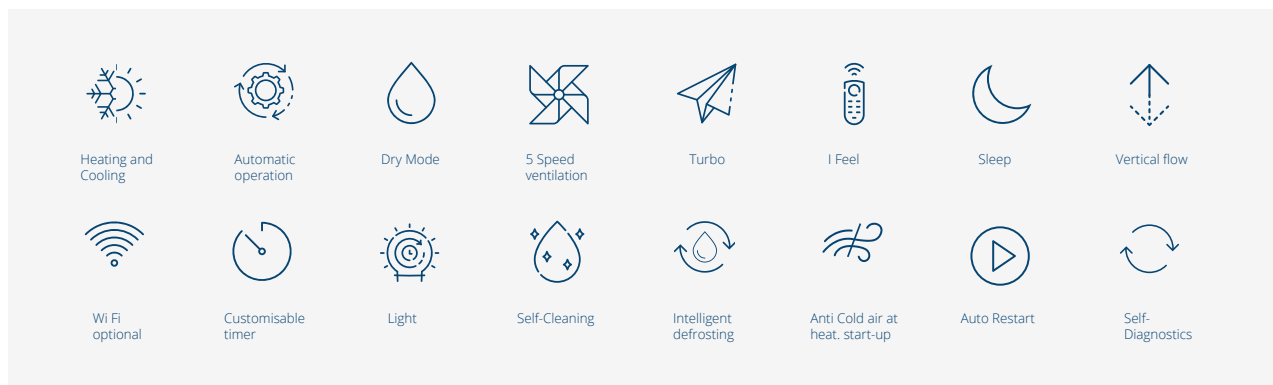 Heating and
Cooling
Automatic
operation
Dry Mode
5 Speed
ventilation
Turbo
I Feel
Sleep
Vertical flow
Wi Fi
optional
Customisable
timer
Light
Self-Cleaning
Intelligent
defrosting
Anti Cold air at
heat. start-up
Auto Restart
Self-
Diagnostics